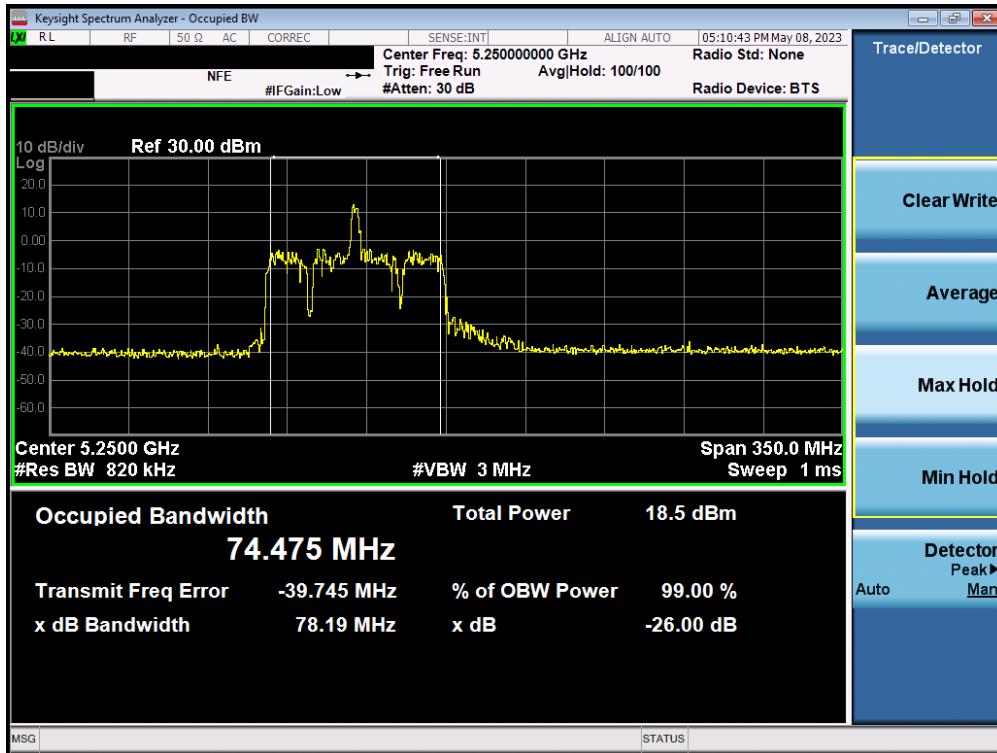 Keysight Spectrum Analyzer - Occupied BW
LXI RL RF 50 Ω AC CORREC SENSE:INT ALIGN AUTO 05:10:43 PM May 08, 2023
Center Freq: 5.250000000 GHz Radio Std: None
NFE Trig: Free Run Avg|Hold: 100/100
#IFGain:Low #Atten: 30 dB Radio Device: BTS
Trace/Detector
10 dB/div Ref 30.00 dBm
Log
20.0
10.0
0.00
-10.0
-20.0
-30.0
-40.0
-50.0
-60.0
Center 5.2500 GHz Span 350.0 MHz
#Res BW 820 kHz #VBW 3 MHz Sweep 1 ms
Occupied Bandwidth Total Power 18.5 dBm
74.475 MHz
Transmit Freq Error -39.745 MHz % of OBW Power 99.00 %
x dB Bandwidth 78.19 MHz x dB -26.00 dB
Clear Write
Average
Max Hold
Min Hold
Detector
Peak▶
Auto Man
MSG STATUS